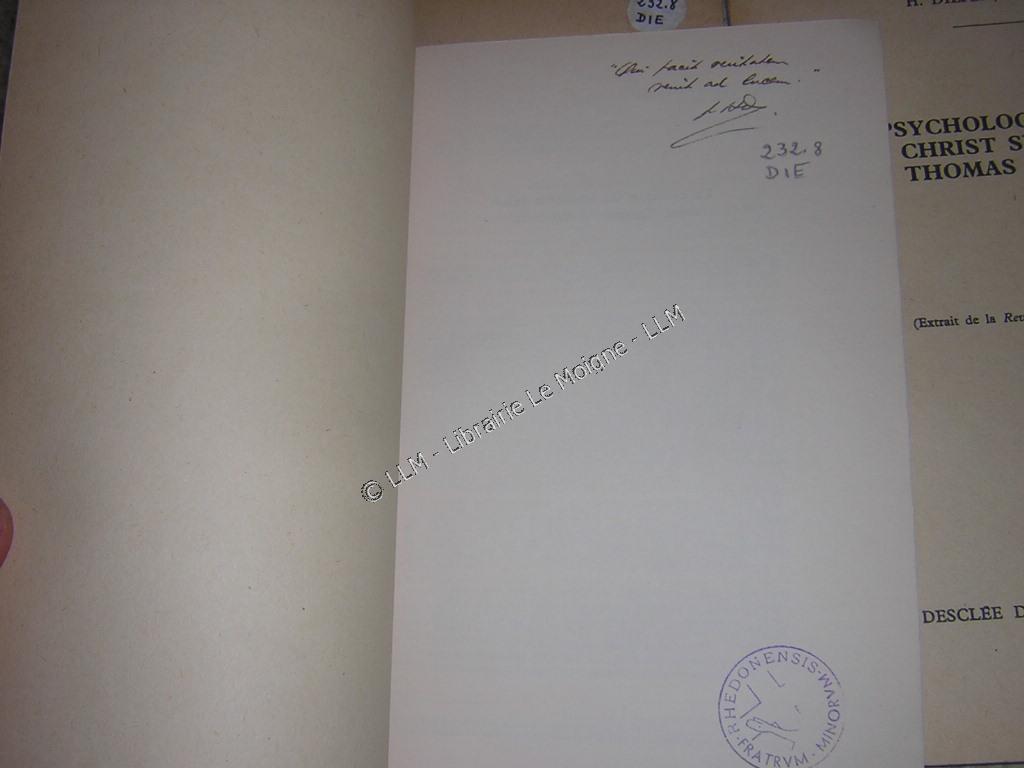 232.8
DIE
"Qui facit veritatem
venit ad lucem."
232.8
DIE
PSYCHOLOG
CHRIST S
THOMAS
(Extrait de la Rev
© LLM - Librairie Le Moigne - LLM
DESCLÉE D
RHEDONENSIS · MINORVM · FRATRVM